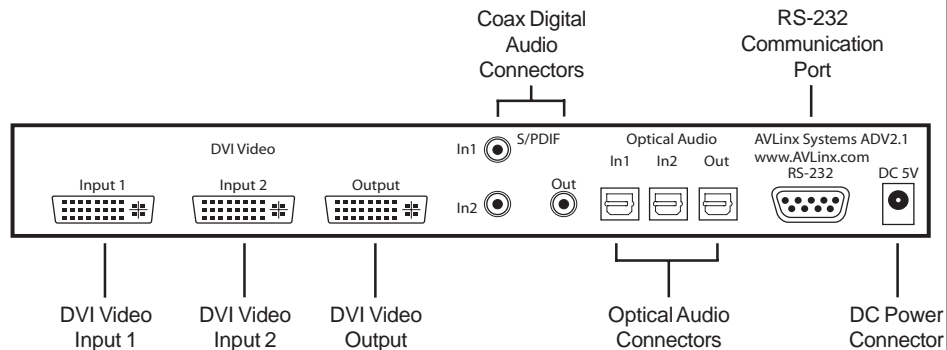 Coax Digital
Audio
Connectors
RS-232
Communication
Port
DVI Video
In1
S/PDIF
Optical Audio
AVLinx Systems ADV2.1
www.AVLinx.com
In1 In2 Out
RS-232
DC 5V
Input 1
Input 2
Output
In2
Out
DVI Video
Input 1
DVI Video
Input 2
DVI Video
Output
Optical Audio
Connectors
DC Power
Connector